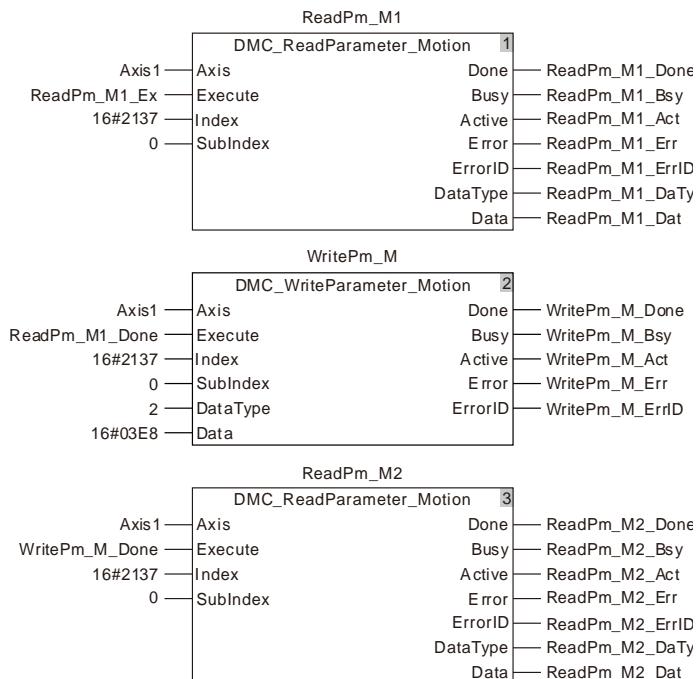 ReadPm_M1
DMC_ReadParameter_Motion 1
Axis1 Axis Done ReadPm_M1_Done
ReadPm_M1_Ex Execute Busy ReadPm_M1_Bsy
16#2137 Index Active ReadPm_M1_Act
0 SubIndex Error ReadPm_M1_Err
ErrorID ReadPm_M1_ErrID
DataType ReadPm_M1_DaTy
Data ReadPm_M1_Dat
WritePm_M
DMC_WriteParameter_Motion 2
Axis1 Axis Done WritePm_M_Done
ReadPm_M1_Done Execute Busy WritePm_M_Bsy
16#2137 Index Active WritePm_M_Act
0 SubIndex Error WritePm_M_Err
2 DataType ErrorID WritePm_M_ErrID
16#03E8 Data
ReadPm_M2
DMC_ReadParameter_Motion 3
Axis1 Axis Done ReadPm_M2_Done
WritePm_M_Done Execute Busy ReadPm_M2_Bsy
16#2137 Index Active ReadPm_M2_Act
0 SubIndex Error ReadPm_M2_Err
ErrorID ReadPm_M2_ErrID
DataType ReadPm_M2_DaTy
Data ReadPm_M2_Dat